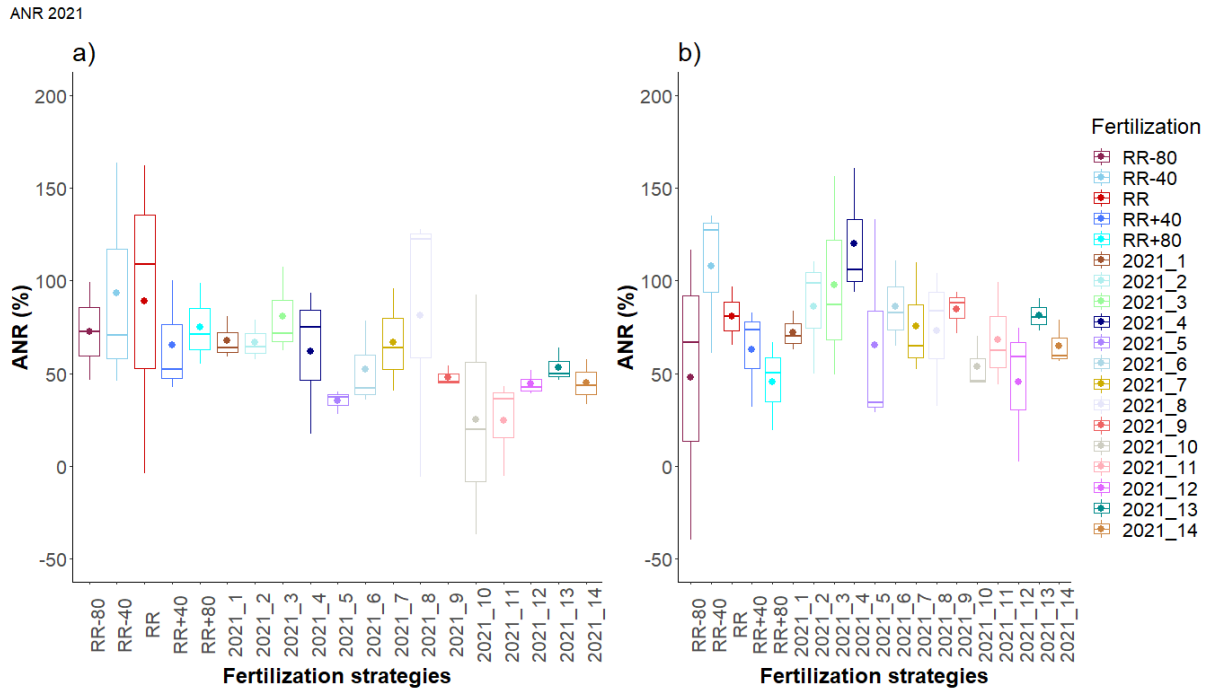 ANR 2021
a)
ANR (%)
200
150
100
50
0
-50
RR-80
RR-40
RR
RR+40
RR+80
2021_1
2021_2
2021_3
2021_4
2021_5
2021_6
2021_7
2021_8
2021_9
2021_10
2021_11
2021_12
2021_13
2021_14
Fertilization strategies
b)
ANR (%)
200
150
100
50
0
-50
RR-80
RR-40
RR
RR+40
RR+80
2021_1
2021_2
2021_3
2021_4
2021_5
2021_6
2021_7
2021_8
2021_9
2021_10
2021_11
2021_12
2021_13
2021_14
Fertilization strategies
Fertilization
RR-80
RR-40
RR
RR+40
RR+80
2021_1
2021_2
2021_3
2021_4
2021_5
2021_6
2021_7
2021_8
2021_9
2021_10
2021_11
2021_12
2021_13
2021_14